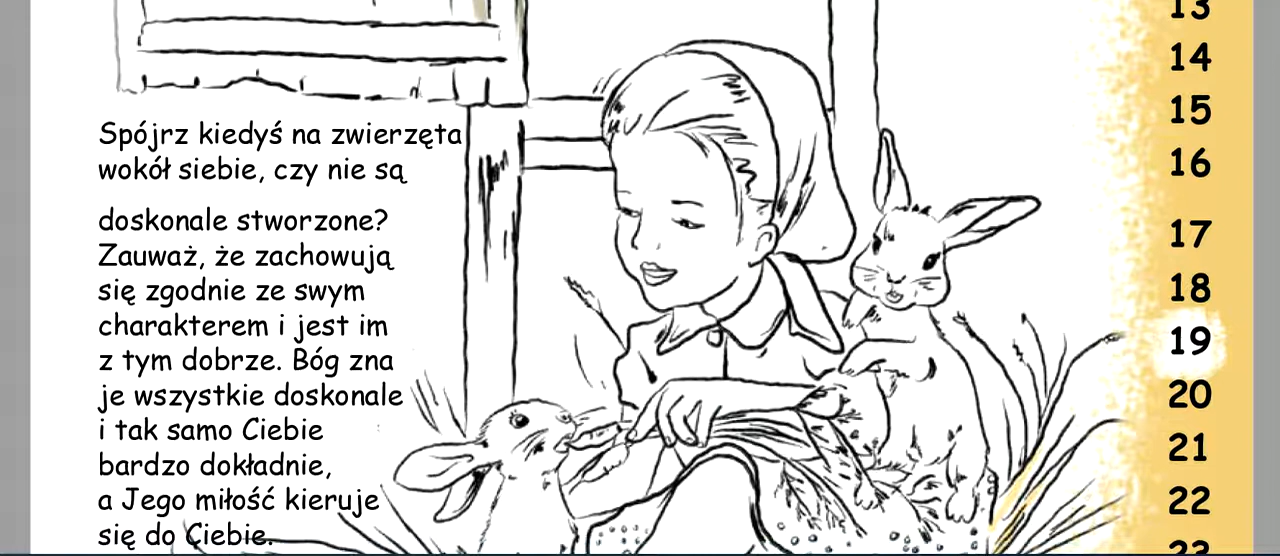 Spójrz kiedyś na zwierzęta
wokół siebie, czy nie są
doskonale stworzone?
Zauważ, że zachowują
się zgodnie ze swym
charakterem i jest im
z tym dobrze. Bóg zna
je wszystkie doskonale
i tak samo Ciebie
bardzo dokładnie,
a Jego miłość kieruje
się do Ciebie.
13
14
15
16
17
18
19
20
21
22
23